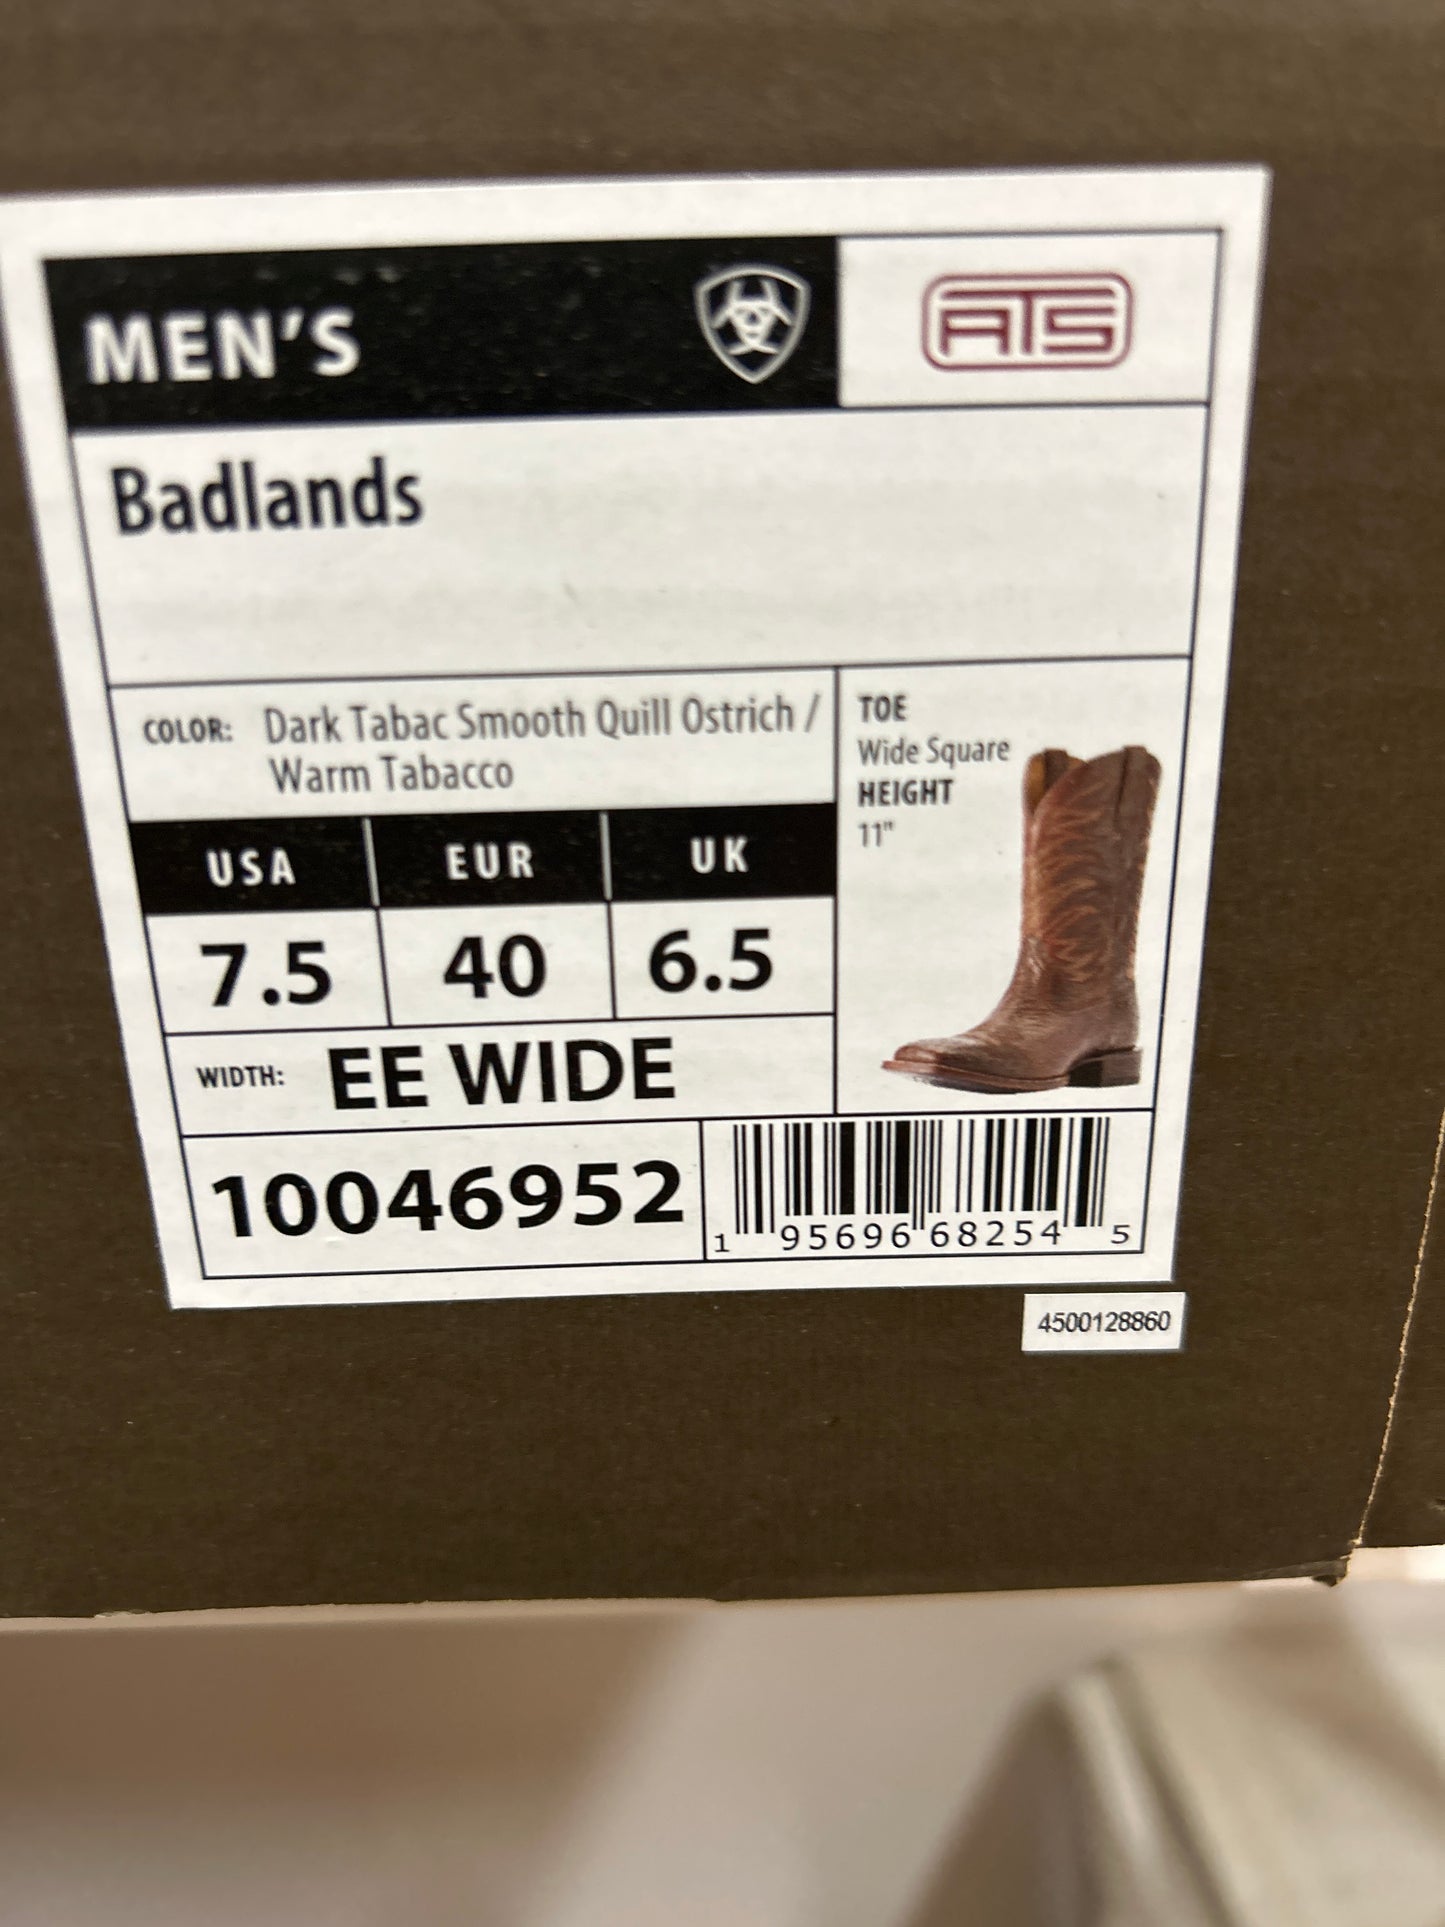 MEN'S
ATS
Badlands
COLOR: Dark Tabac Smooth Quill Ostrich /
Warm Tabacco
TOE
Wide Square
HEIGHT
11"
USA EUR UK
7.5 40 6.5
WIDTH: EE WIDE
10046952
1 95696 68254 5
4500128860